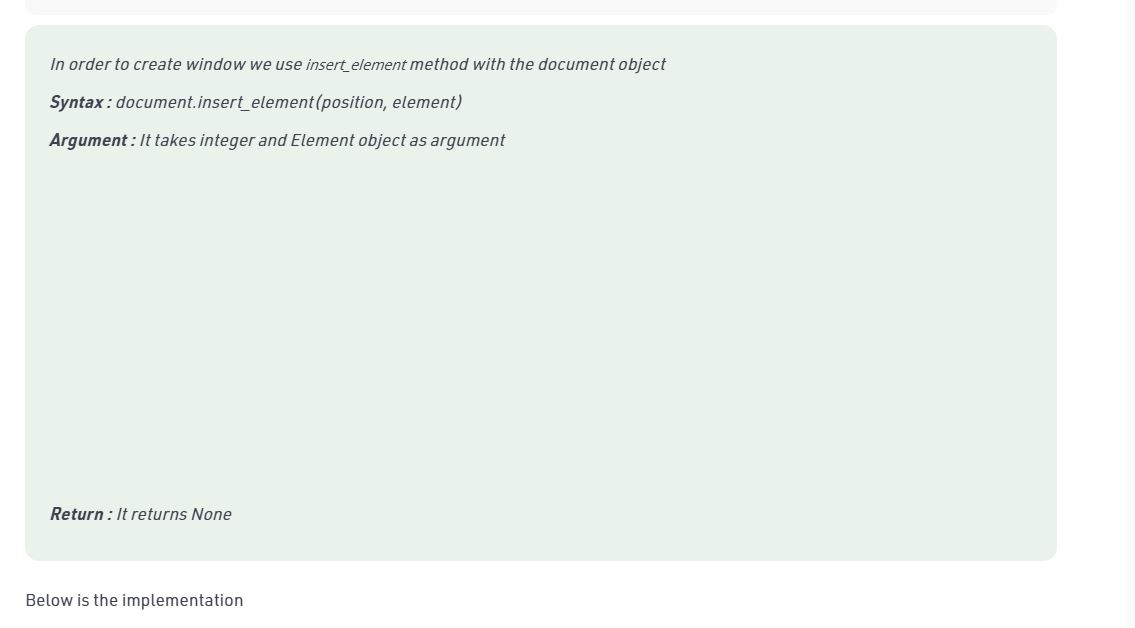 In order to create window we use insert_element method with the document object
Syntax : document.insert_element(position, element)
Argument : It takes integer and Element object as argument
Return : It returns None
Below is the implementation